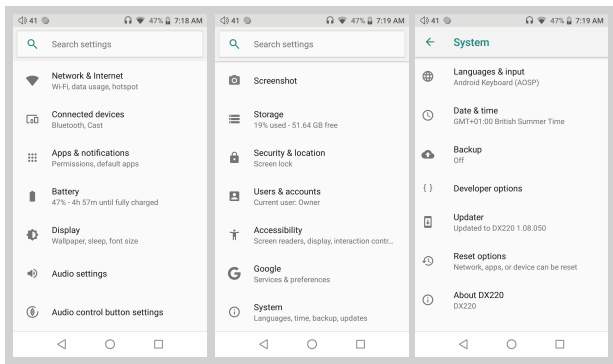 41 47% 7:18 AM
Search settings
Network & Internet
Wi-Fi, data usage, hotspot
Connected devices
Bluetooth, Cast
Apps & notifications
Permissions, default apps
Battery
47% - 4h 57m until fully charged
Display
Wallpaper, sleep, font size
Audio settings
Audio control button settings
41 47% 7:19 AM
Search settings
Screenshot
Storage
19% used - 51.64 GB free
Security & location
Screen lock
Users & accounts
Current user: Owner
Accessibility
Screen readers, display, interaction contr...
Google
Services & preferences
System
Languages, time, backup, updates
41 47% 7:19 AM
System
Languages & input
Android Keyboard (AOSP)
Date & time
GMT+01:00 British Summer Time
Backup
Off
{ } Developer options
Updater
Updated to DX220 1.08.050
Reset options
Network, apps, or device can be reset
About DX220
DX220